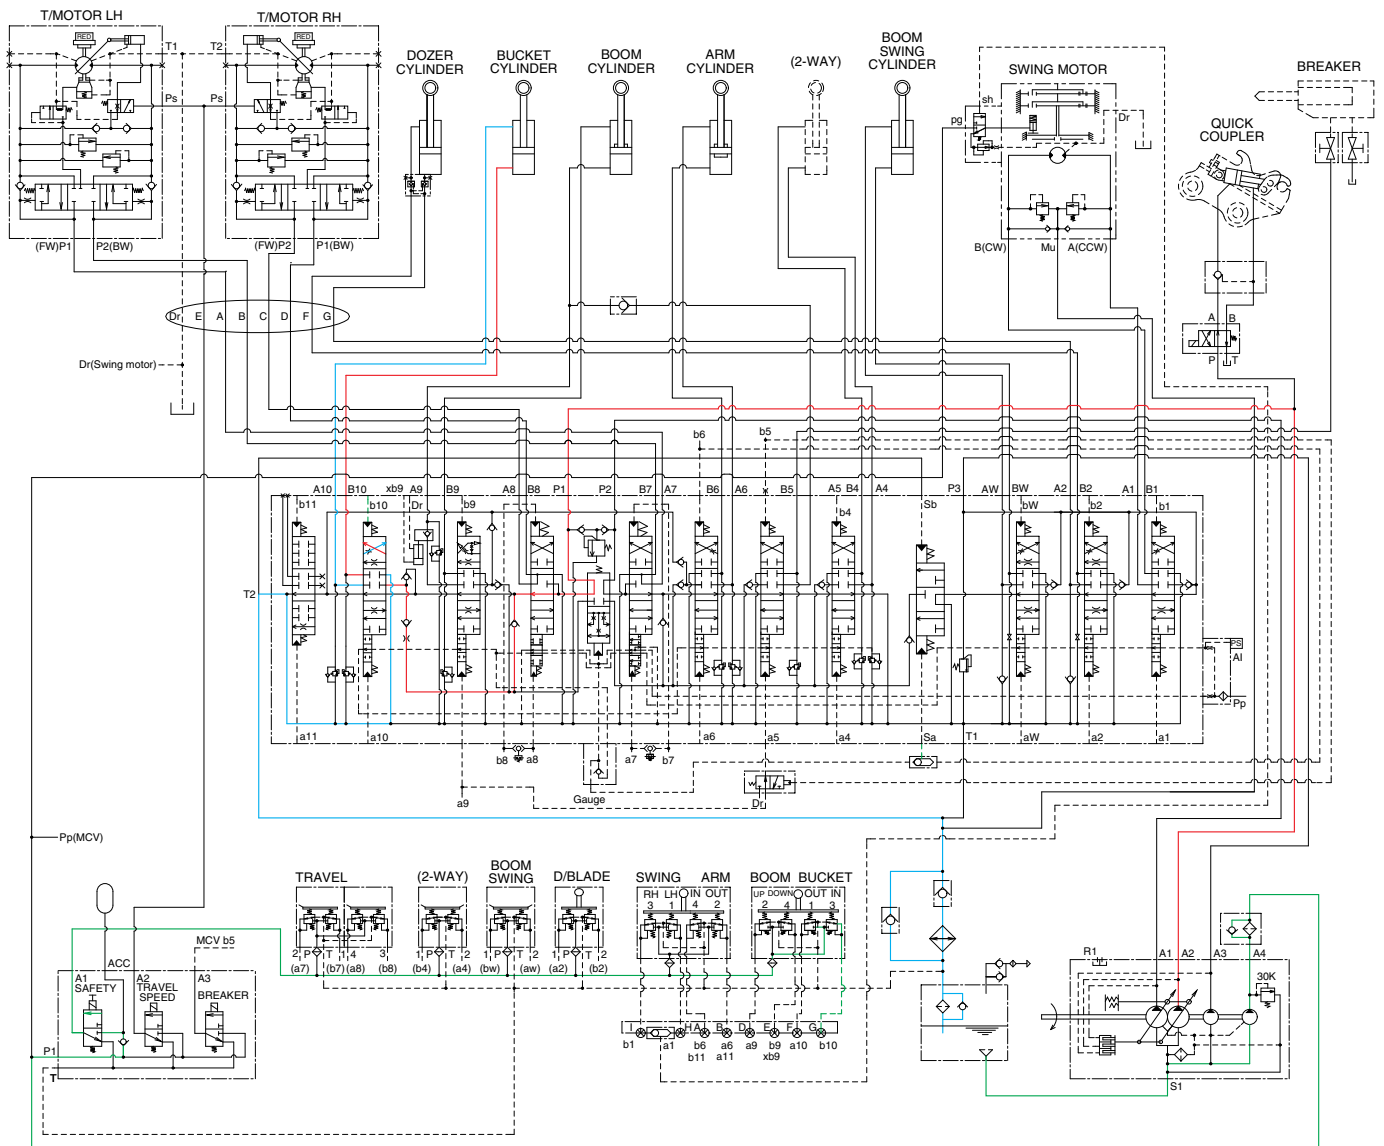 T/MOTOR LH
T/MOTOR RH
RED
RED
T1
T2
Ps
Ps
(FW)P1
P2(BW)
(FW)P2
P1(BW)
DOZER
CYLINDER
BUCKET
CYLINDER
BOOM
CYLINDER
ARM
CYLINDER
(2-WAY)
BOOM
SWING
CYLINDER
SWING MOTOR
sh
pg
Dr
B(CW)
Mu
A(CCW)
BREAKER
QUICK
COUPLER
A B
P T
Dr E A B C D F G
Dr(Swing motor)
b6
b5
A10 B10 xb9 A9 B9 A8 B8 P1 P2 B7 A7 B6 A6 B5 A5 B4 A4 P3 AW BW A2 B2 A1 B1
b11 b10 Dr b9 b4 Sb bW b2 b1
T2
PS
AI
Pp
a11 a10 a6 a5 a4 Sa T1 aW a2 a1
b8 a8 a7 b7
a9
Gauge
Dr
Pp(MCV)
TRAVEL
2 P T 1 4 3
(a7) (b7) (a8) (b8)
(2-WAY)
1 P T 2
(b4) (a4)
BOOM
SWING
1 P T 2
(bw) (aw)
D/BLADE
1 P T 2
(a2) (b2)
SWING ARM
RH LH IN OUT
3 1 4 2
BOOM BUCKET
UP DOWN OUT IN
2 4 1 3
I H A B D E F G
b1 a1 b6 a6 a9 b9 a10 b10
b11 a11 xb9
MCV b5
ACC
A1 A2 A3
SAFETY
TRAVEL
SPEED
BREAKER
P1
T
R1
A1 A2 A3 A4
30K
S1